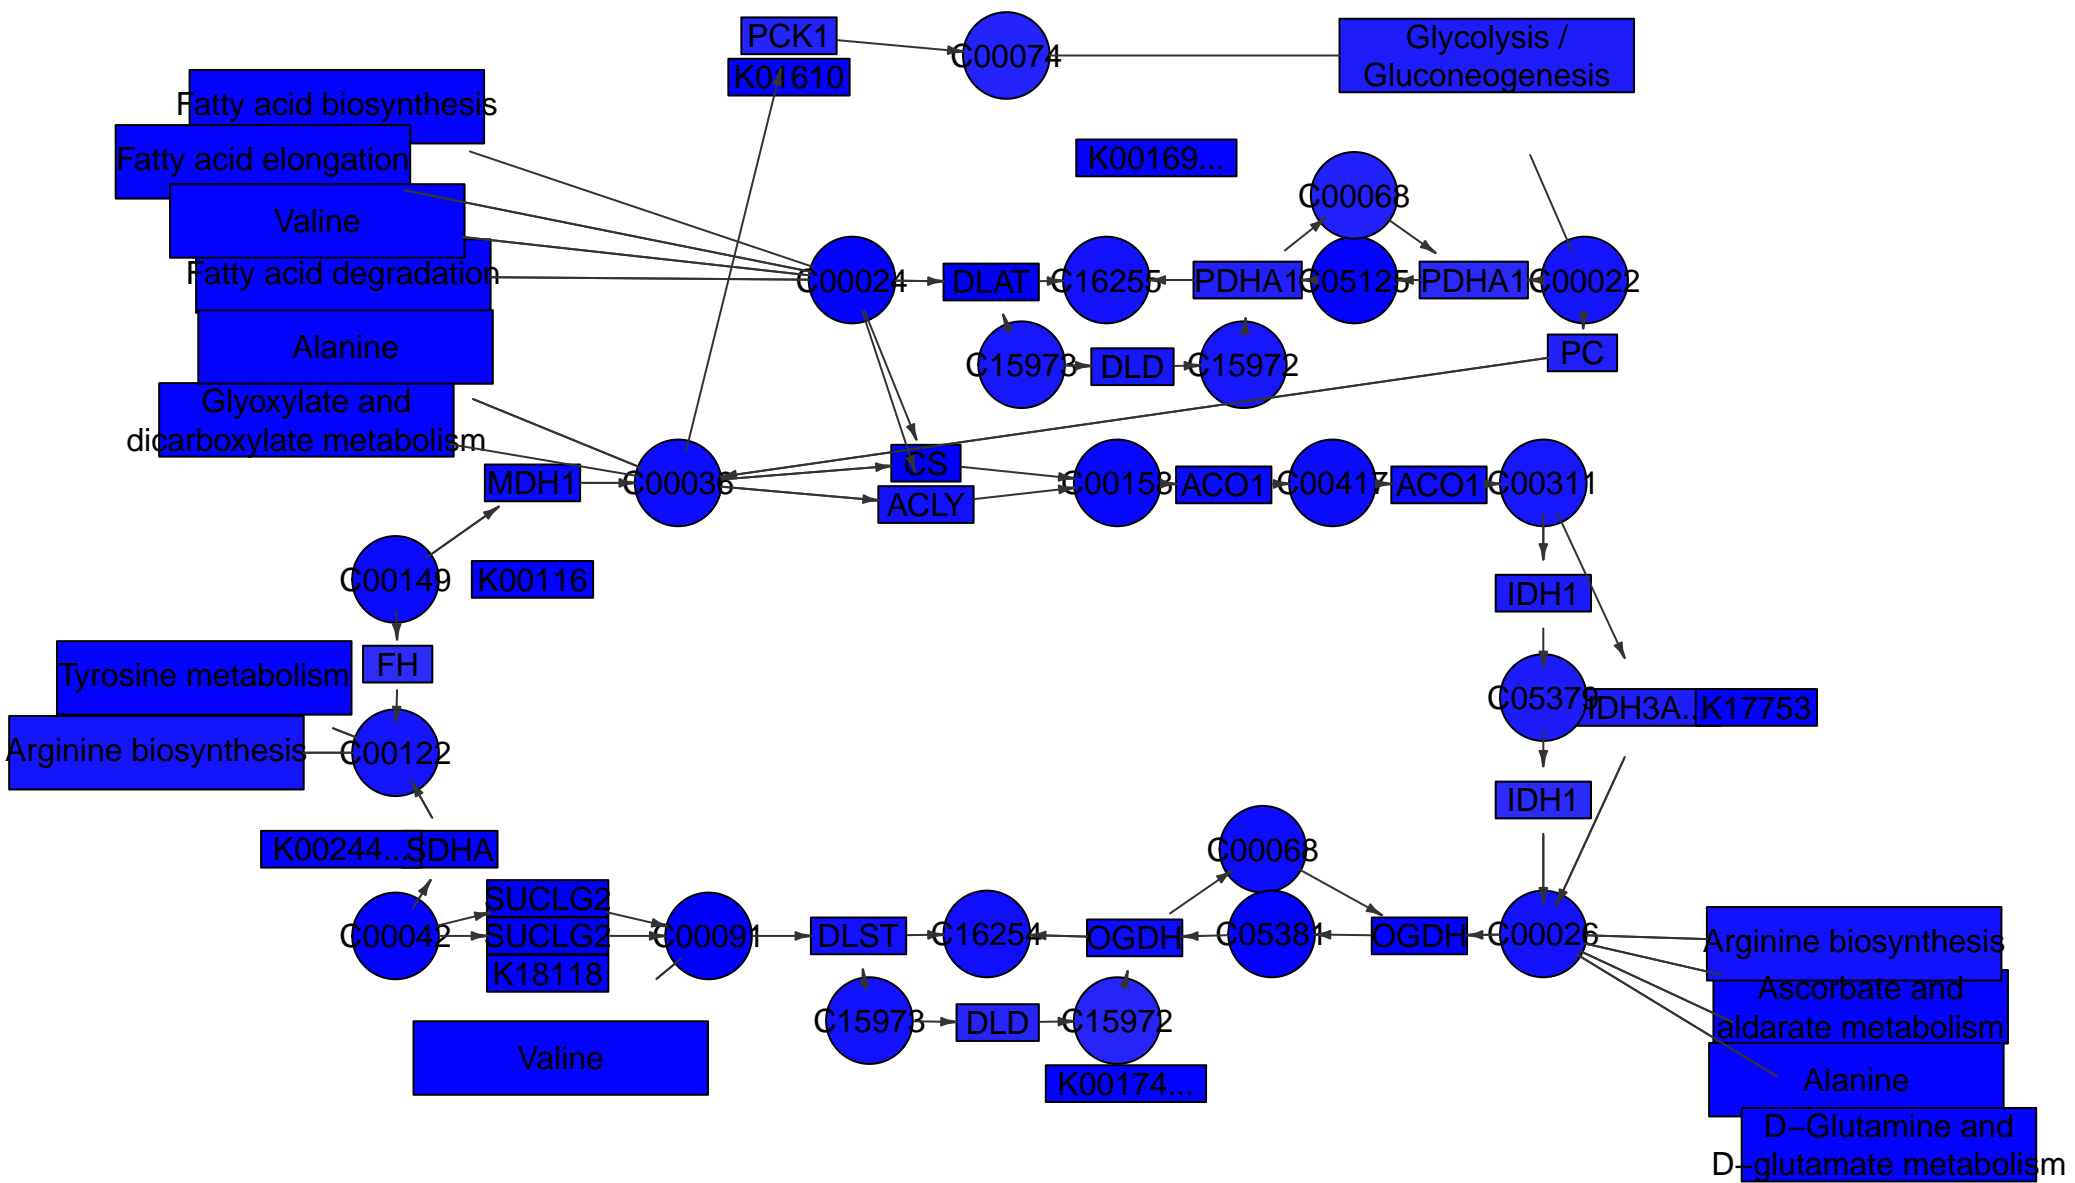 PCK1
C00074
Glycolysis /
Gluconeogenesis
K01610
Fatty acid biosynthesis
Fatty acid elongation
K00169...
C00068
Valine
Fatty acid degradation
C00024
DLAT
C16255
PDHA1
C05125
PDHA1
C00022
Alanine
C15973
DLD
C15972
PC
Glyoxylate and
dicarboxylate metabolism
MDH1
C00036
CS
ACLY
C00158
ACO1
C00417
ACO1
C00311
C00149
K00116
IDH1
Tyrosine metabolism
FH
C05379
IDH3A...
K17753
Arginine biosynthesis
C00122
IDH1
K00244...
SDHA
C00068
SUCLG2
C00042
SUCLG2
C00091
DLST
C16254
OGDH
C05381
OGDH
C00026
Arginine biosynthesis
K18118
Ascorbate and
aldarate metabolism
C15973
DLD
C15972
Valine
K00174...
Alanine
D−Glutamine and
D−glutamate metabolism